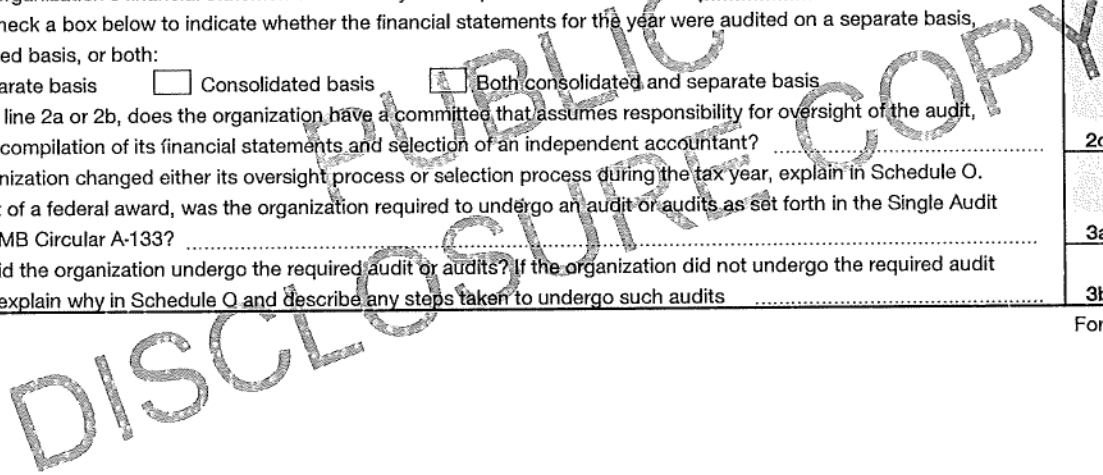 heck a box below to indicate whether the financial statements for the year were audited on a separate basis,
ed basis, or both:
arate basis Consolidated basis Both consolidated and separate basis
line 2a or 2b, does the organization have a committee that assumes responsibility for oversight of the audit,
compilation of its financial statements and selection of an independent accountant?
2c
nization changed either its oversight process or selection process during the tax year, explain in Schedule O.
t of a federal award, was the organization required to undergo an audit or audits as set forth in the Single Audit
MB Circular A-133?
3a
id the organization undergo the required audit or audits? If the organization did not undergo the required audit
explain why in Schedule O and describe any steps taken to undergo such audits
3b
For
PUBLIC
DISCLOSURE COPY